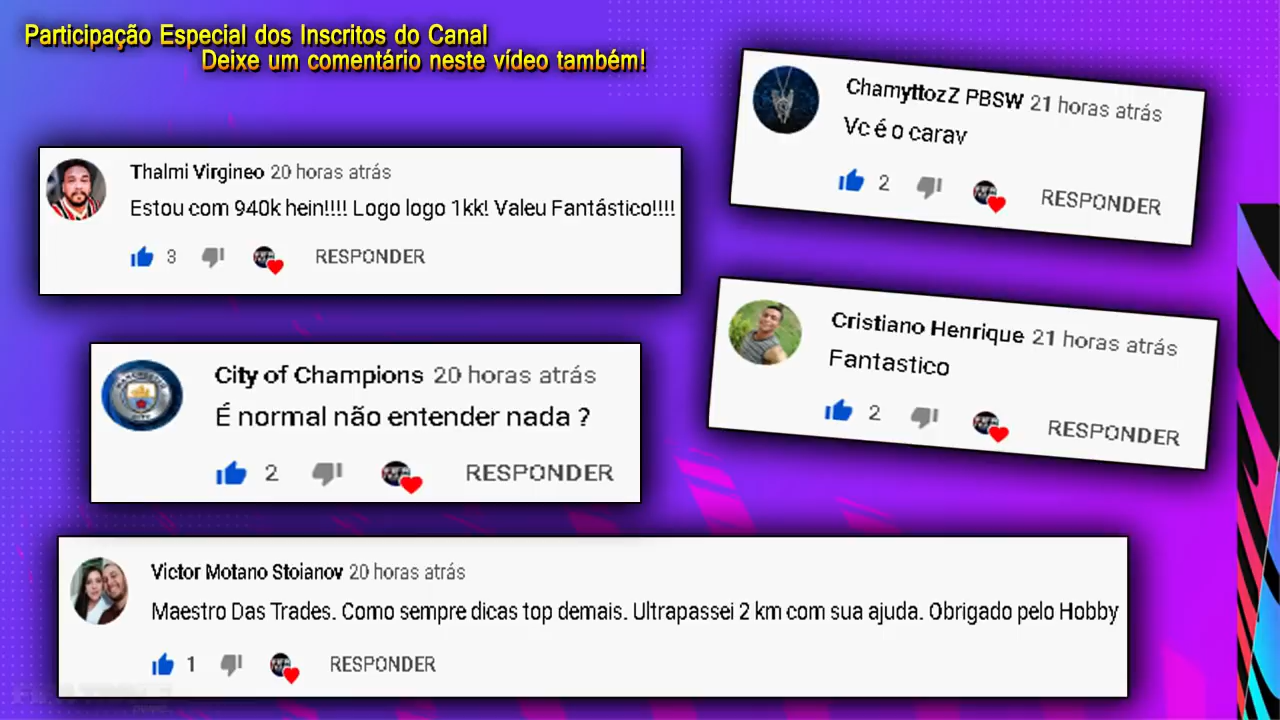 Participação Especial dos Inscritos do Canal
Deixe um comentário neste vídeo também!
ChamyttozZ PBSW 21 horas atrás
Vc é o carav
2 RESPONDER
Thalmi Virgineo 20 horas atrás
Estou com 940k hein!!!! Logo logo 1kk! Valeu Fantástico!!!!
3 RESPONDER
Cristiano Henrique 21 horas atrás
Fantastico
2 RESPONDER
City of Champions 20 horas atrás
É normal não entender nada ?
2 RESPONDER
Victor Motano Stoianov 20 horas atrás
Maestro Das Trades. Como sempre dicas top demais. Ultrapassei 2 km com sua ajuda. Obrigado pelo Hobby
1 RESPONDER